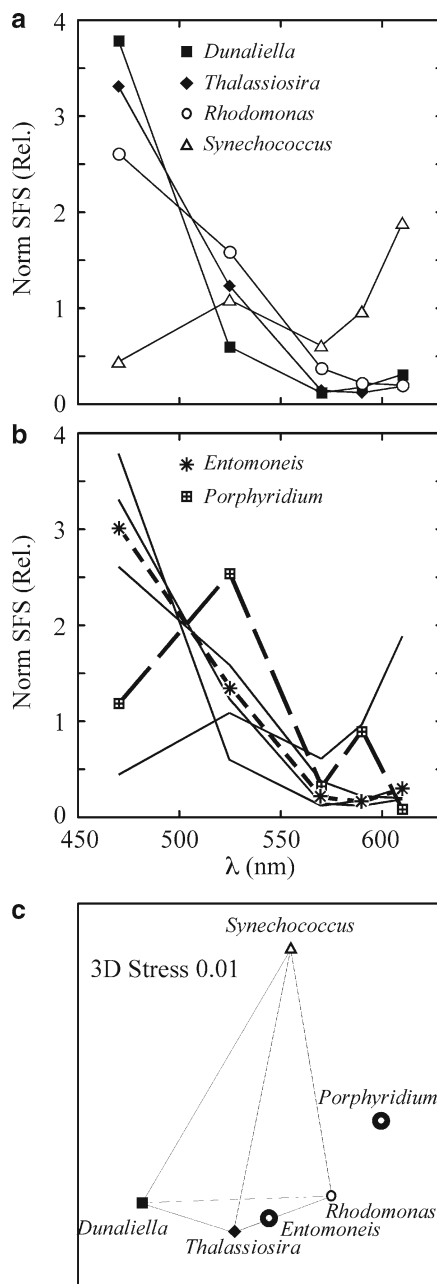 a
4
3
2
1
0
Norm SFS (Rel.)
Dunaliella
Thalassiosira
Rhodomonas
Synechococcus
b
4
3
2
1
0
Norm SFS (Rel.)
Entomoneis
Porphyridium
450 500 550 600
λ (nm)
c
Synechococcus
3D Stress 0.01
Porphyridium
Rhodomonas
Dunaliella
Entomoneis
Thalassiosira